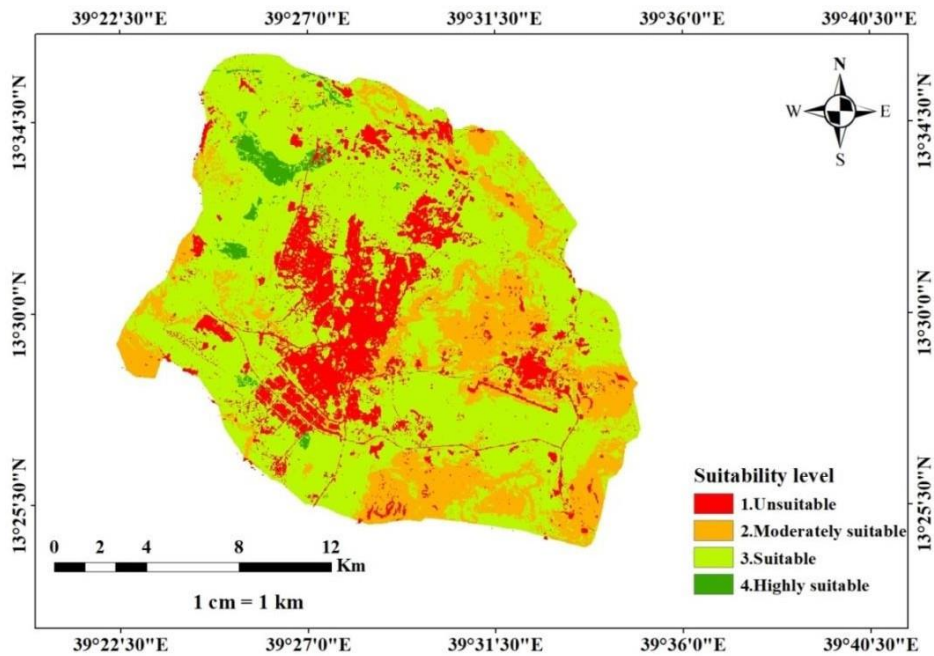 39°22'30"E 39°27'0"E 39°31'30"E 39°36'0"E 39°40'30"E
13°34'30"N
13°34'30"N
N
W E
S
13°30'0"N
13°30'0"N
13°25'30"N
13°25'30"N
Suitability level
1.Unsuitable
2.Moderately suitable
3.Suitable
4.Highly suitable
0 2 4 8 12
Km
1 cm = 1 km
39°22'30"E 39°27'0"E 39°31'30"E 39°36'0"E 39°40'30"E